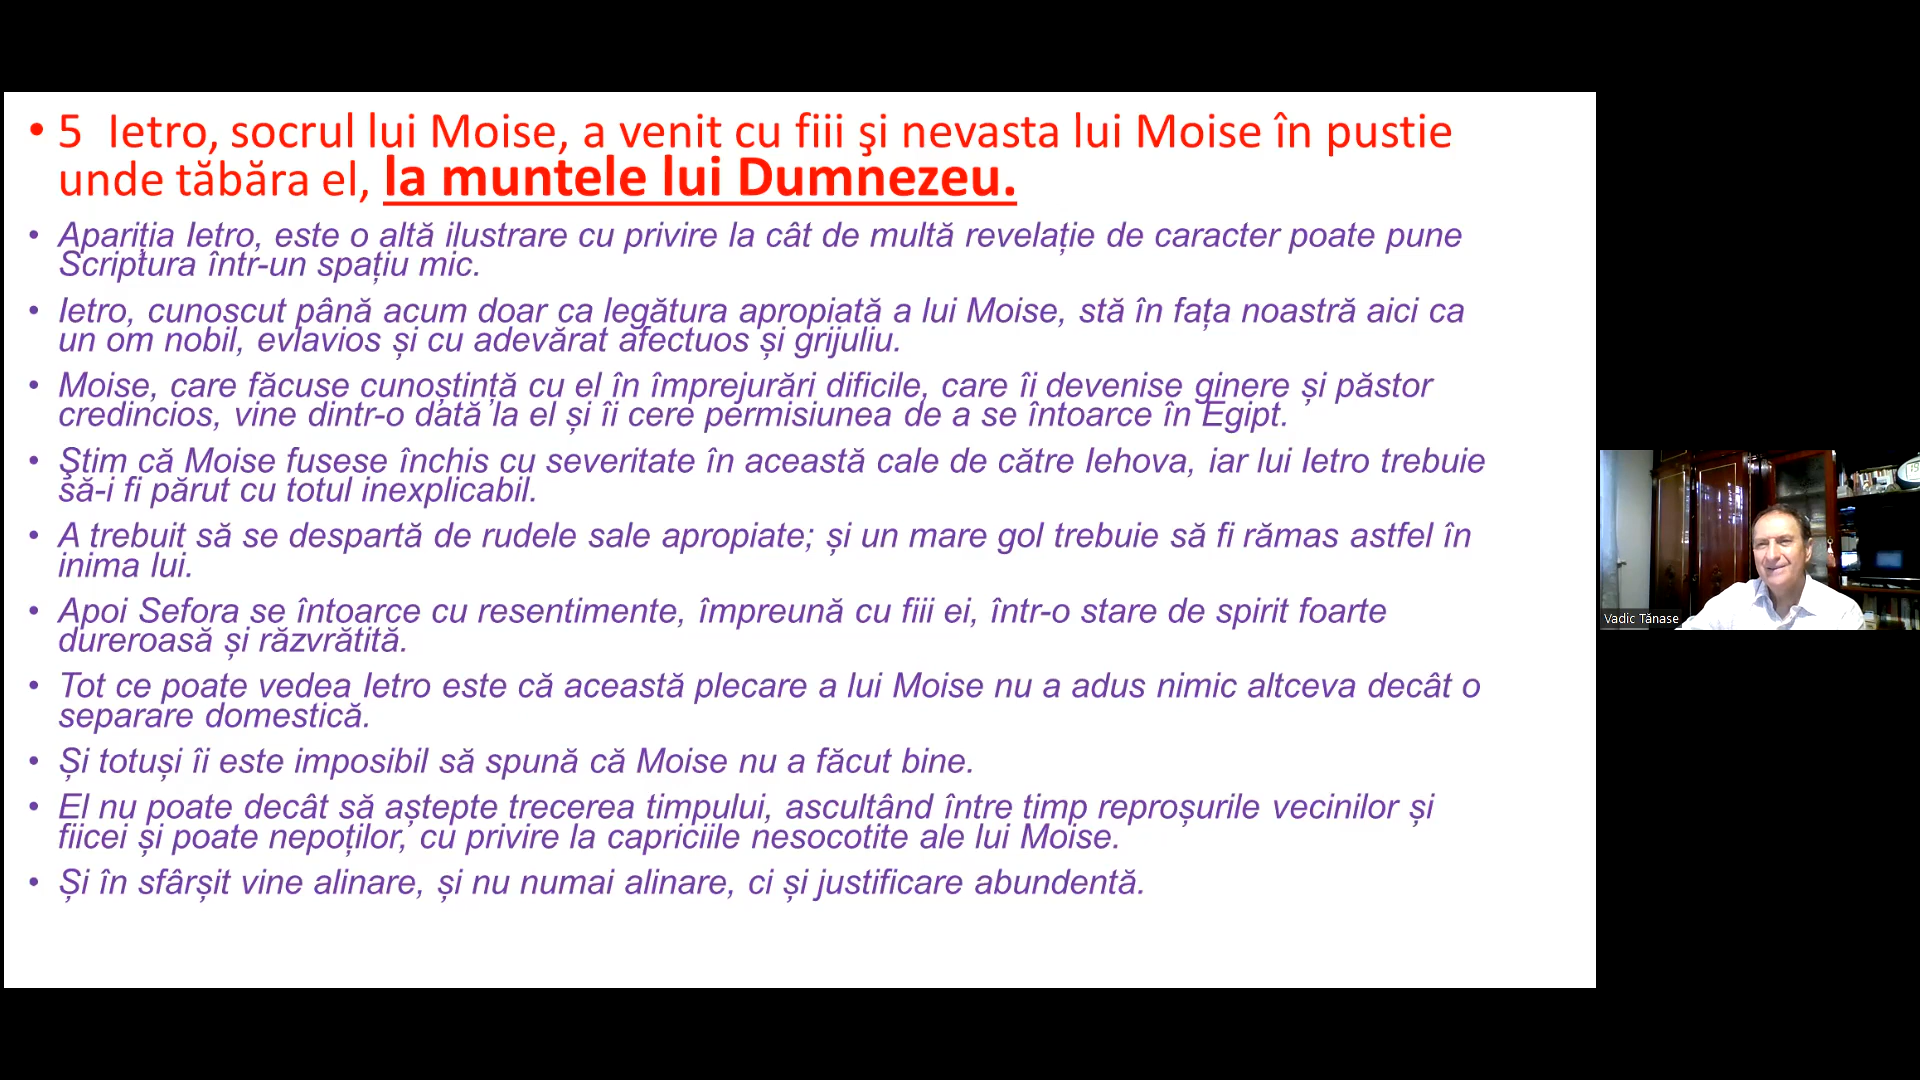 • 5 Ietro, socrul lui Moise, a venit cu fiii şi nevasta lui Moise în pustie
unde tăbăra el, la muntele lui Dumnezeu.
• Apariția Ietro, este o altă ilustrare cu privire la cât de multă revelație de caracter poate pune
Scriptura într-un spațiu mic.
• Ietro, cunoscut până acum doar ca legătura apropiată a lui Moise, stă în fața noastră aici ca
un om nobil, evlavios și cu adevărat afectuos și grijuliu.
• Moise, care făcuse cunoștință cu el în împrejurări dificile, care îi devenise ginere și păstor
credincios, vine dintr-o dată la el și îi cere permisiunea de a se întoarce în Egipt.
• Ştim că Moise fusese închis cu severitate în această cale de către Iehova, iar lui Ietro trebuie
să-i fi părut cu totul inexplicabil.
• A trebuit să se despartă de rudele sale apropiate; și un mare gol trebuie să fi rămas astfel în
inima lui.
• Apoi Sefora se întoarce cu resentimente, împreună cu fiii ei, într-o stare de spirit foarte
dureroasă și răzvrătită.
• Tot ce poate vedea Ietro este că această plecare a lui Moise nu a adus nimic altceva decât o
separare domestică.
• Și totuși îi este imposibil să spună că Moise nu a făcut bine.
• El nu poate decât să aștepte trecerea timpului, ascultând între timp reproșurile vecinilor și
fiicei și poate nepoților, cu privire la capriciile nesocotite ale lui Moise.
• Și în sfârșit vine alinare, și nu numai alinare, ci și justificare abundentă.
Vadic Tănase